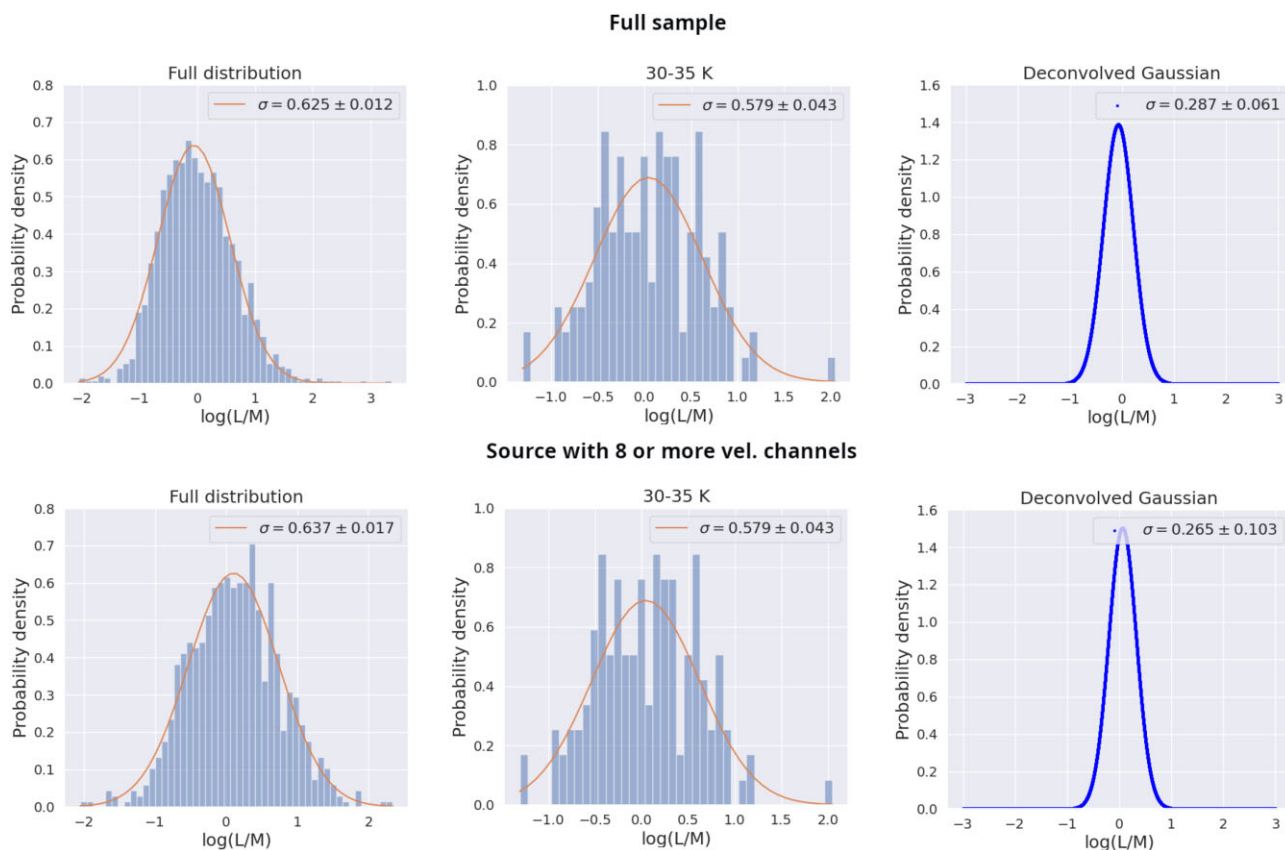 Full sample
Full distribution
σ = 0.625 ± 0.012
Probability density
0.8
0.7
0.6
0.5
0.4
0.3
0.2
0.1
0.0
−2 −1 0 1 2 3
log(L/M)
30-35 K
σ = 0.579 ± 0.043
Probability density
1.0
0.8
0.6
0.4
0.2
0.0
−1.0 −0.5 0.0 0.5 1.0 1.5 2.0
log(L/M)
Deconvolved Gaussian
σ = 0.287 ± 0.061
Probability density
1.6
1.4
1.2
1.0
0.8
0.6
0.4
0.2
0.0
−3 −2 −1 0 1 2 3
log(L/M)
Source with 8 or more vel. channels
Full distribution
σ = 0.637 ± 0.017
Probability density
0.8
0.7
0.6
0.5
0.4
0.3
0.2
0.1
0.0
−2 −1 0 1 2
log(L/M)
30-35 K
σ = 0.579 ± 0.043
Probability density
1.0
0.8
0.6
0.4
0.2
0.0
−1.0 −0.5 0.0 0.5 1.0 1.5 2.0
log(L/M)
Deconvolved Gaussian
σ = 0.265 ± 0.103
Probability density
1.6
1.4
1.2
1.0
0.8
0.6
0.4
0.2
0.0
−3 −2 −1 0 1 2 3
log(L/M)